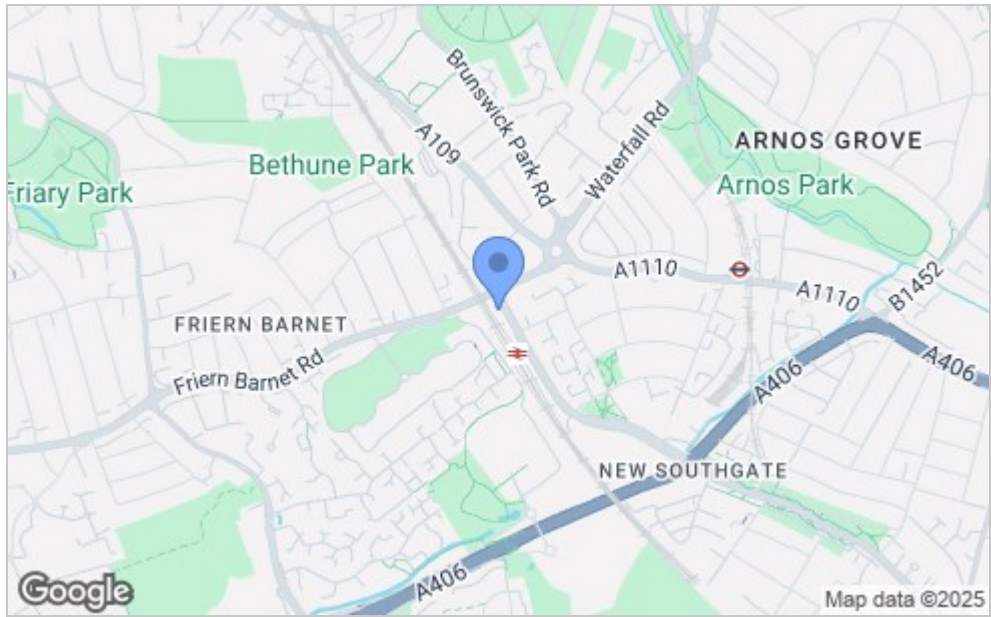 Brunswick Park Rd
A109
Waterfall Rd
ARNOS GROVE
Bethune Park
Friary Park
Arnos Park
A1110
A1110
B1452
FRIERN BARNET
Friern Barnet Rd
A406
A406
NEW SOUTHGATE
A406
Google
Map data ©2025